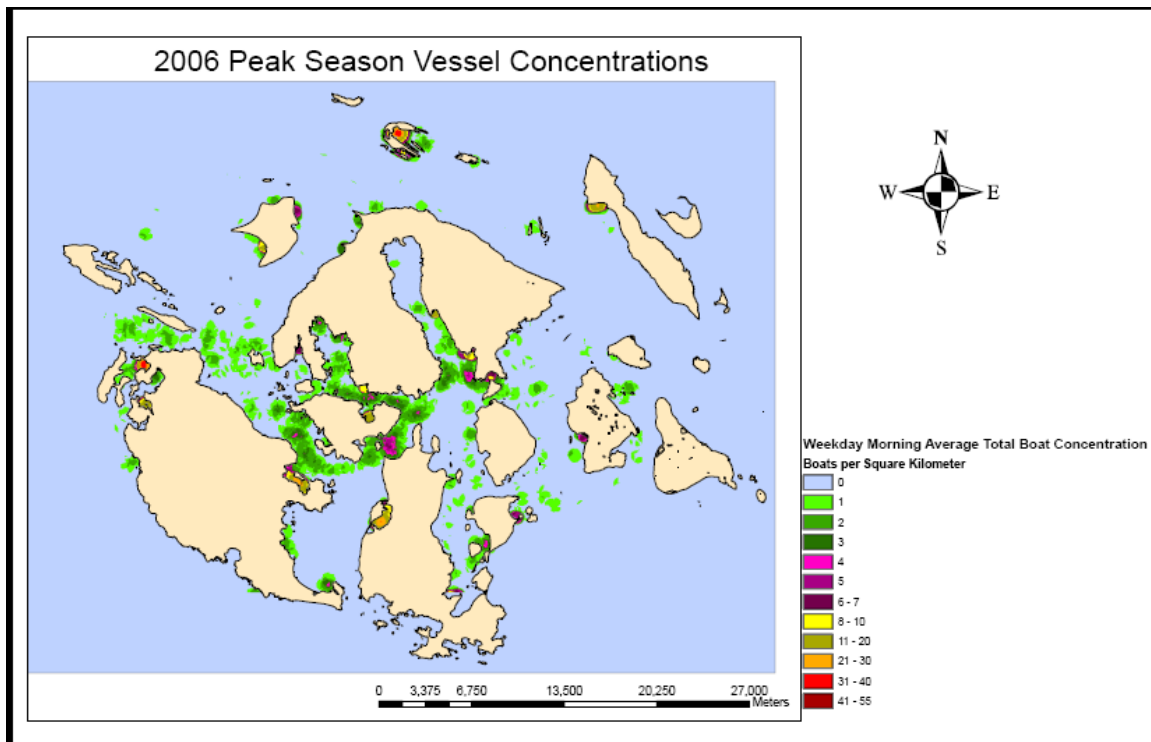 2006 Peak Season Vessel Concentrations
N
W E
S
Weekday Morning Average Total Boat Concentration
Boats per Square Kilometer
0
1
2
3
4
5
6 - 7
8 - 10
11 - 20
21 - 30
31 - 40
41 - 55
0 3,375 6,750 13,500 20,250 27,000
Meters